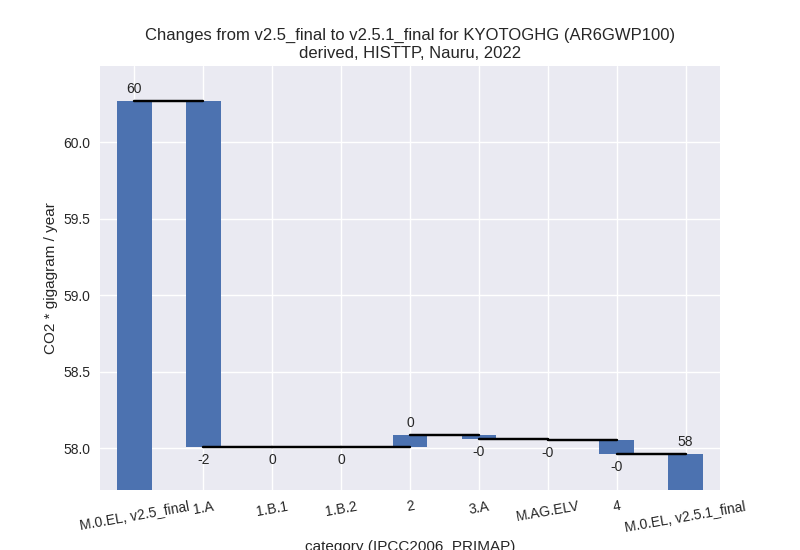 Changes from v2.5_final to v2.5.1_final for KYOTOGHG (AR6GWP100)
derived, HISTTP, Nauru, 2022
60
60.0
59.5
59.0
58.5
58.0
CO2 * gigagram / year
-2
0
0
0
-0
-0
-0
58
M.0.EL, v2.5_final
1.A
1.B.1
1.B.2
2
3.A
M.AG.ELV
4
M.0.EL, v2.5.1_final
category (IPCC2006_PRIMAP)